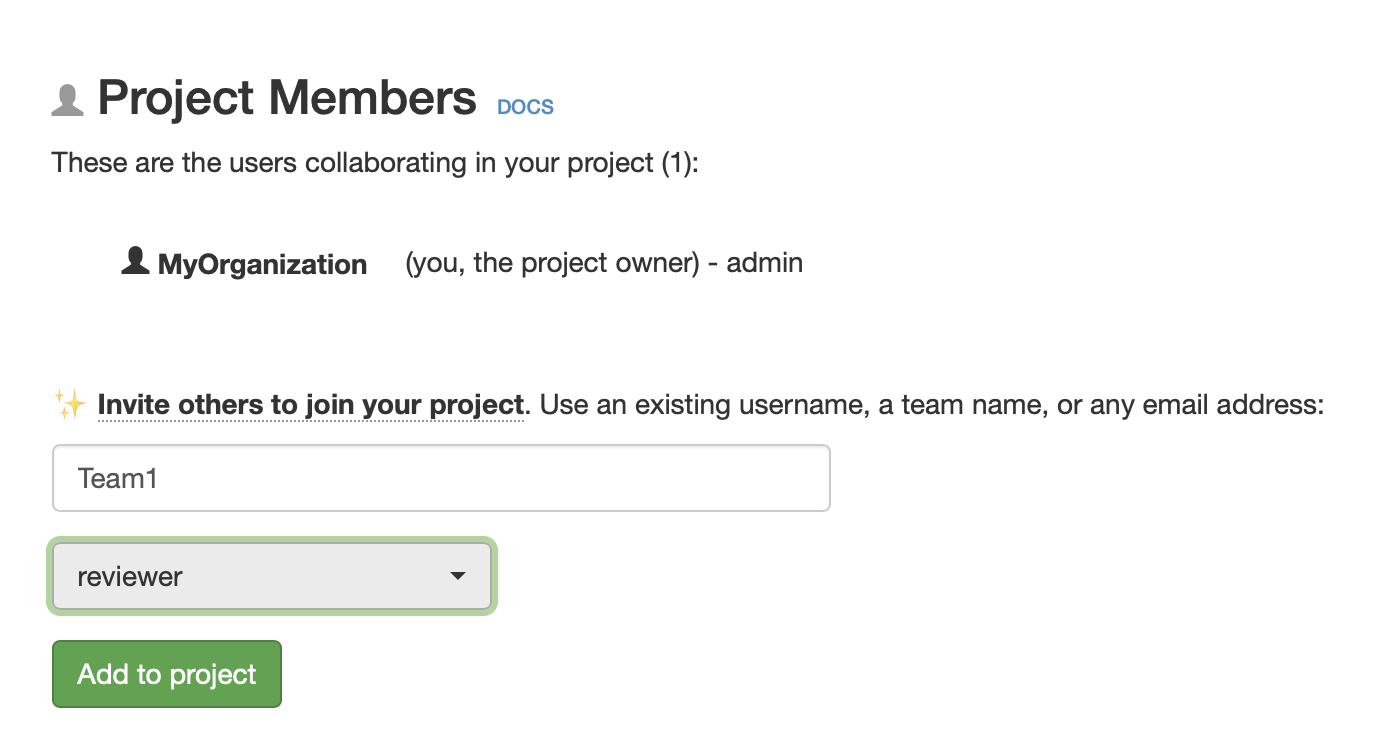 Project Members DOCS
These are the users collaborating in your project (1):
MyOrganization (you, the project owner) - admin
Invite others to join your project. Use an existing username, a team name, or any email address:
Team1
reviewer
Add to project